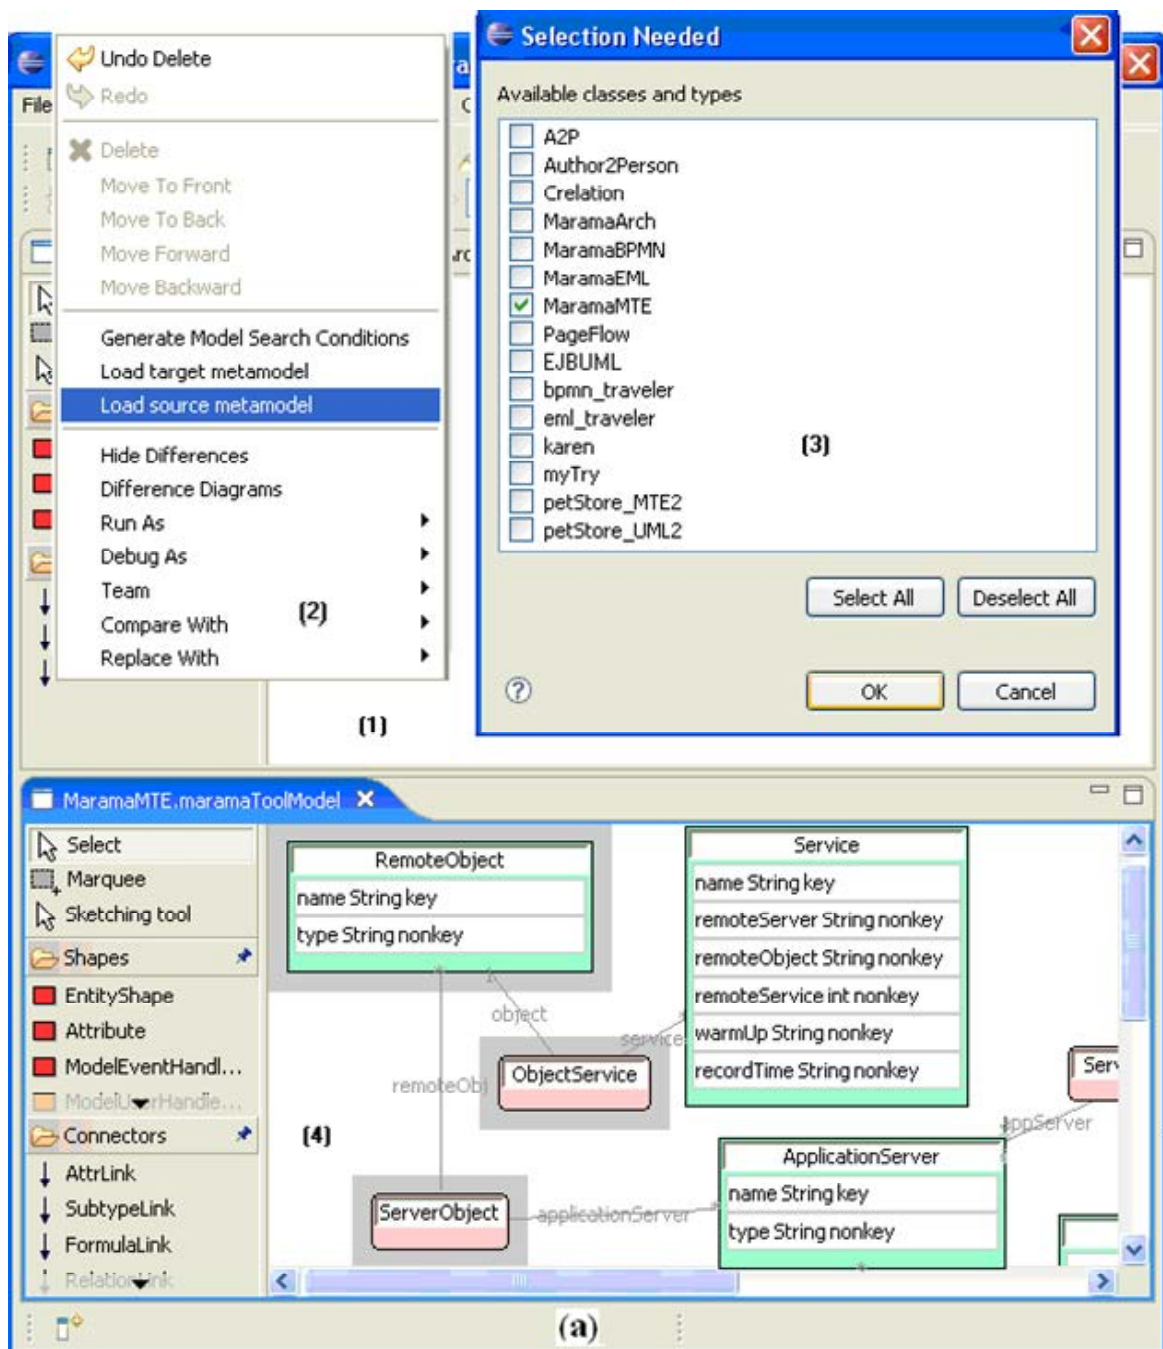 Undo Delete
Redo
Delete
Move To Front
Move To Back
Move Forward
Move Backward
Generate Model Search Conditions
Load target metamodel
Load source metamodel
Hide Differences
Difference Diagrams
Run As
Debug As
Team
Compare With
Replace With
(2)
File
Selection Needed
Available classes and types
A2P
Author2Person
Crelation
MaramaArch
MaramaBPMN
MaramaEML
MaramaMTE
PageFlow
EJBUML
bpmn_traveler
eml_traveler
karen
myTry
petStore_MTE2
petStore_UML2
(3)
Select All
Deselect All
OK
Cancel
(1)
MaramaMTE.maramaToolModel
Select
Marquee
Sketching tool
Shapes
EntityShape
Attribute
ModelEventHandl...
Connectors
AttrLink
SubtypeLink
FormulaLink
RemoteObject
name String key
type String nonkey
Service
name String key
remoteServer String nonkey
remoteObject String nonkey
remoteService int nonkey
warmUp String nonkey
recordTime String nonkey
object
service
ObjectService
remoteObj
Serv
appServer
(4)
ApplicationServer
name String key
type String nonkey
ServerObject
applicationServer
(a)